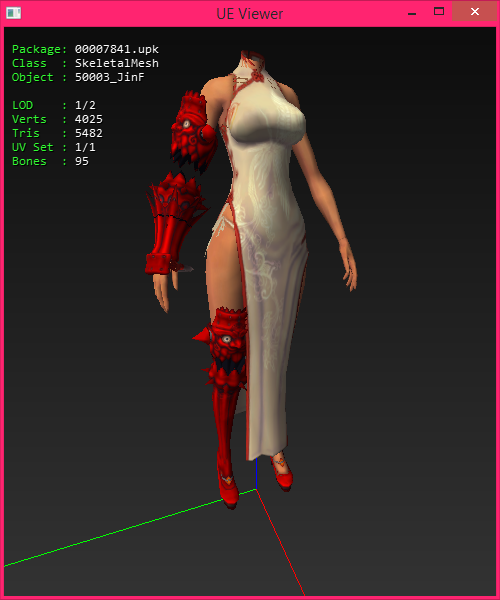 UE Viewer
Package: 00007841.upk
Class  : SkeletalMesh
Object : 50003_JinF
LOD    : 1/2
Verts  : 4025
Tris   : 5482
UV Set : 1/1
Bones  : 95